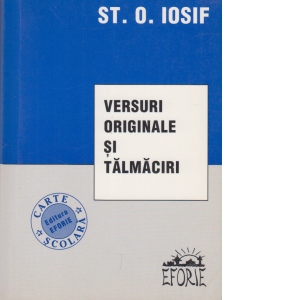 ST. O. IOSIF
VERSURI
ORIGINALE
ȘI
TĂLMĂCIRI
CARTE
Editura
EFORIE
ȘCOLARĂ
EFORIE